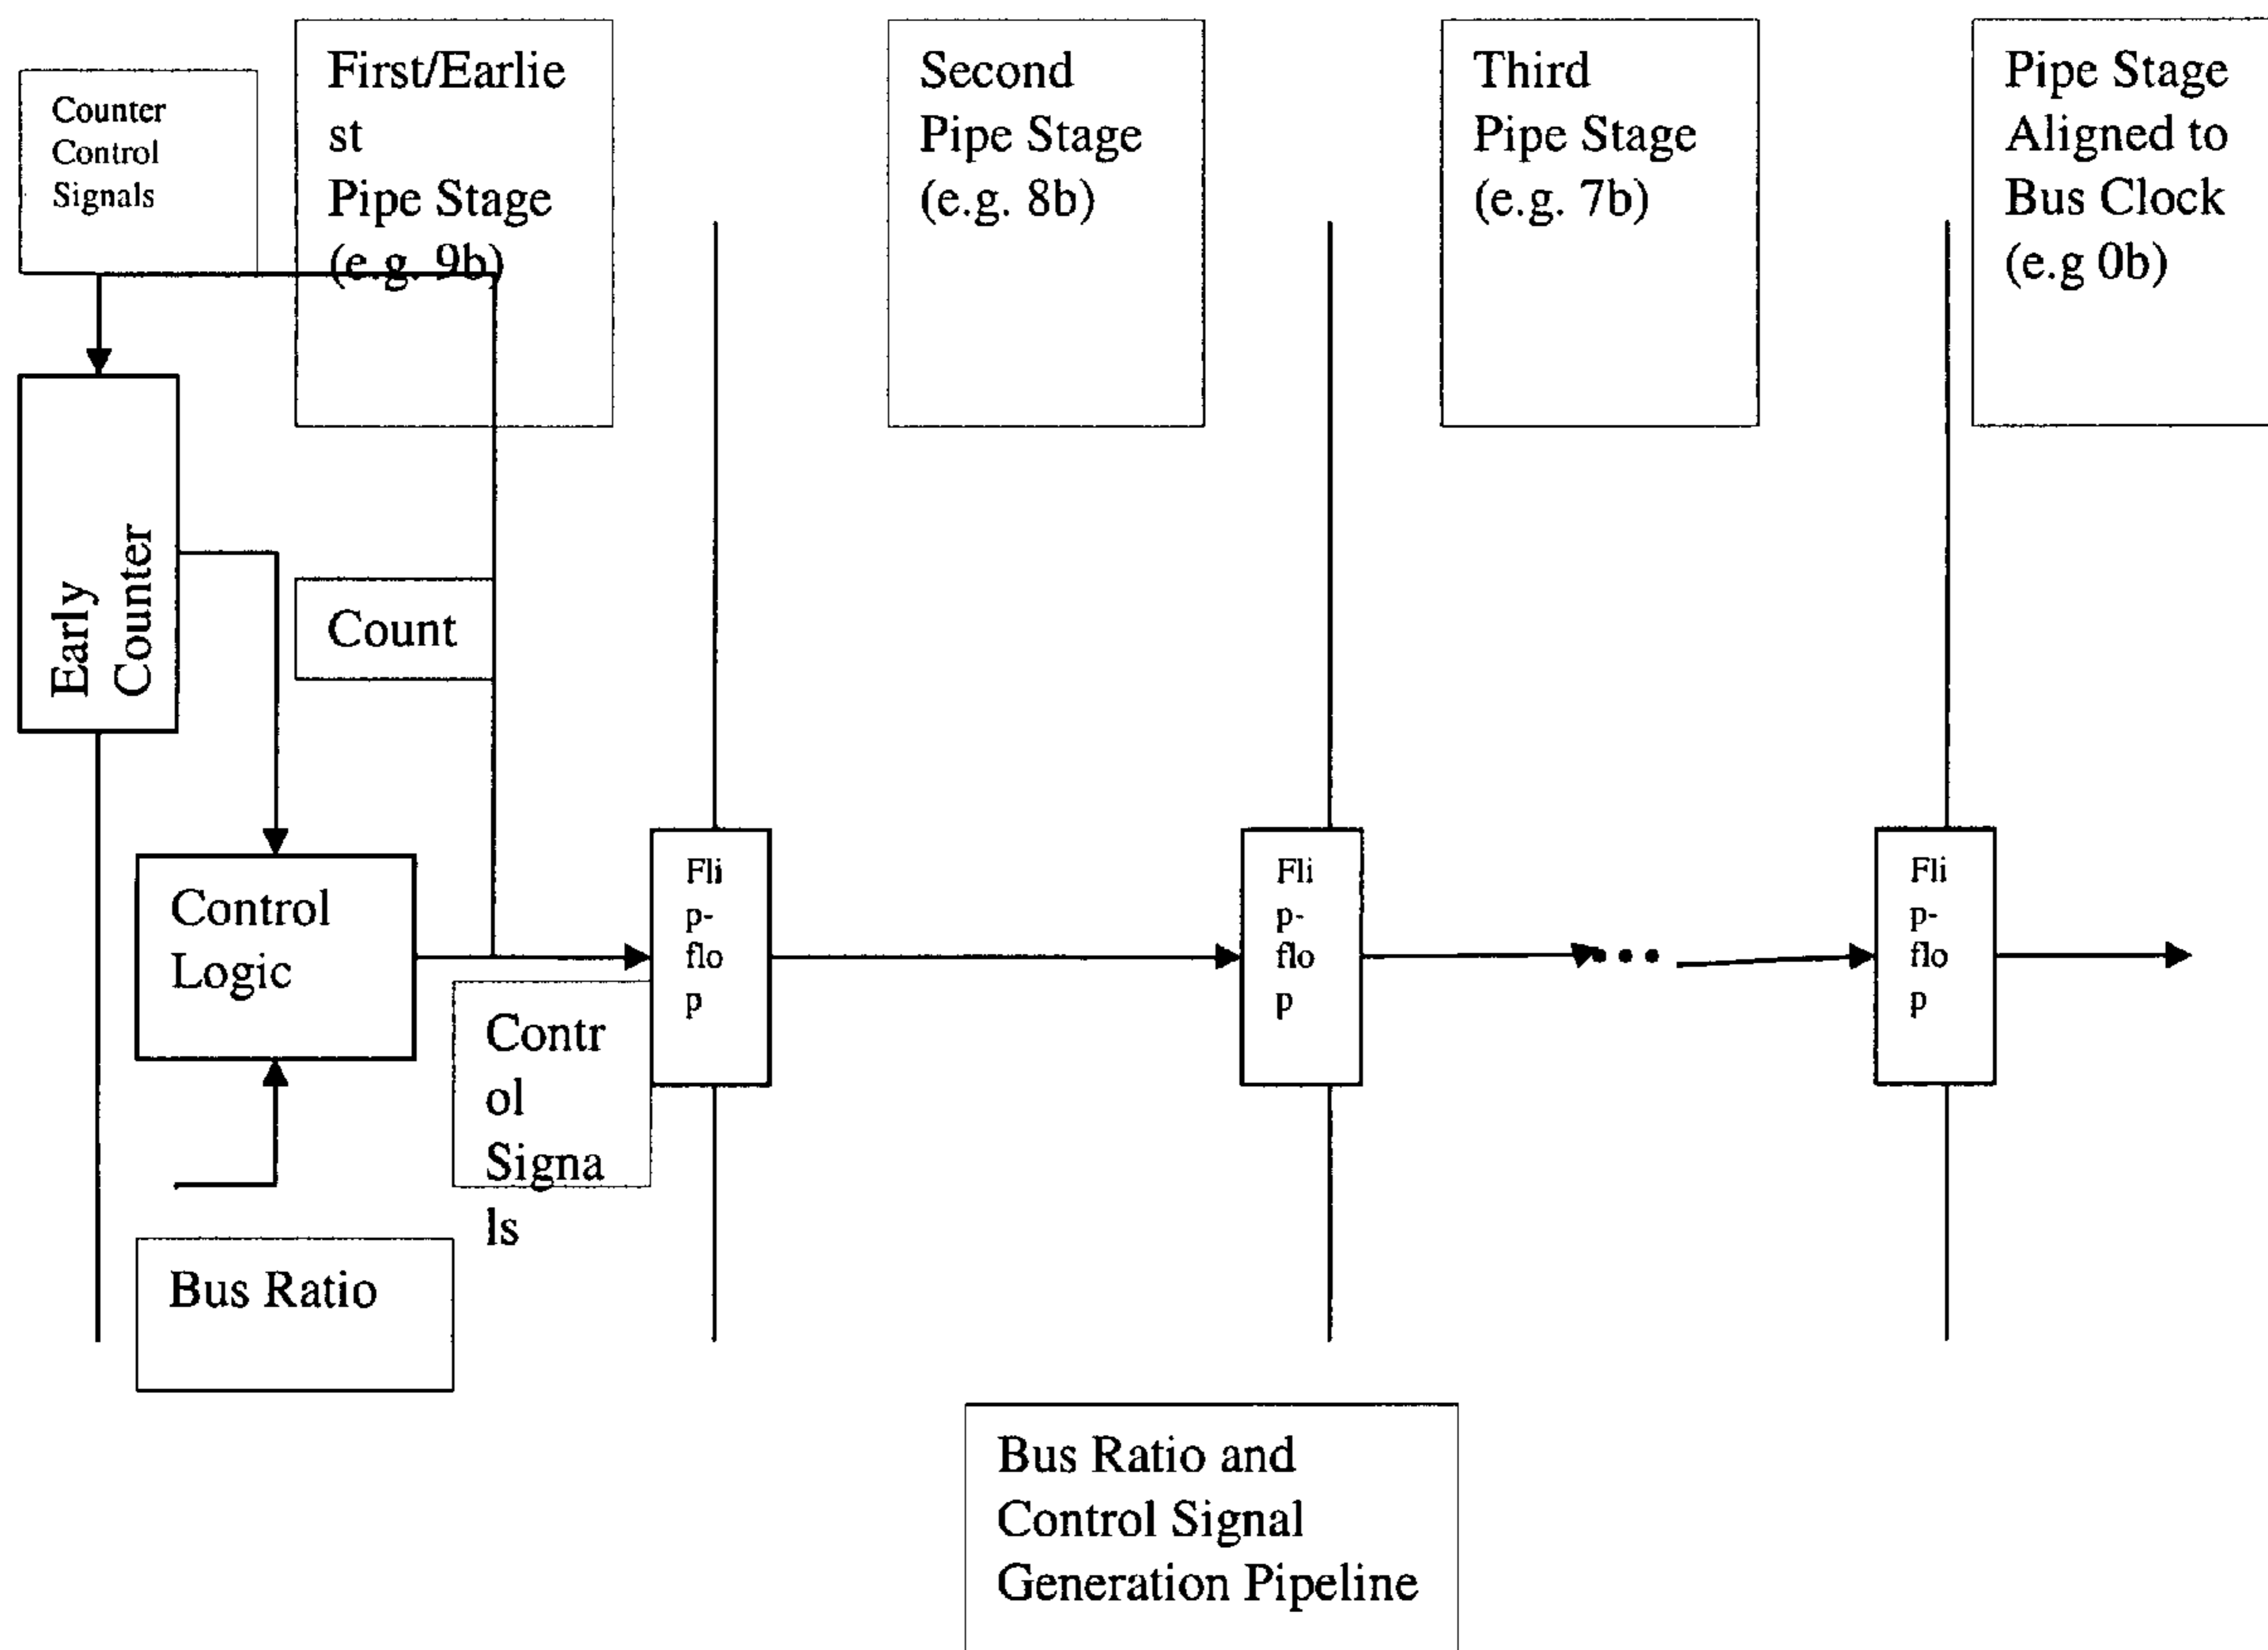 Counter
Control
Signals
First/Earlie
st
Pipe Stage
(e.g. 9b)
Second
Pipe Stage
(e.g. 8b)
Third
Pipe Stage
(e.g. 7b)
Pipe Stage
Aligned to
Bus Clock
(e.g 0b)
Early
Counter
Count
Control
Logic
Contr
ol
Signa
ls
Fli
p-
flo
p
Fli
p-
flo
p
Fli
p-
flo
p
Bus Ratio
Bus Ratio and
Control Signal
Generation Pipeline